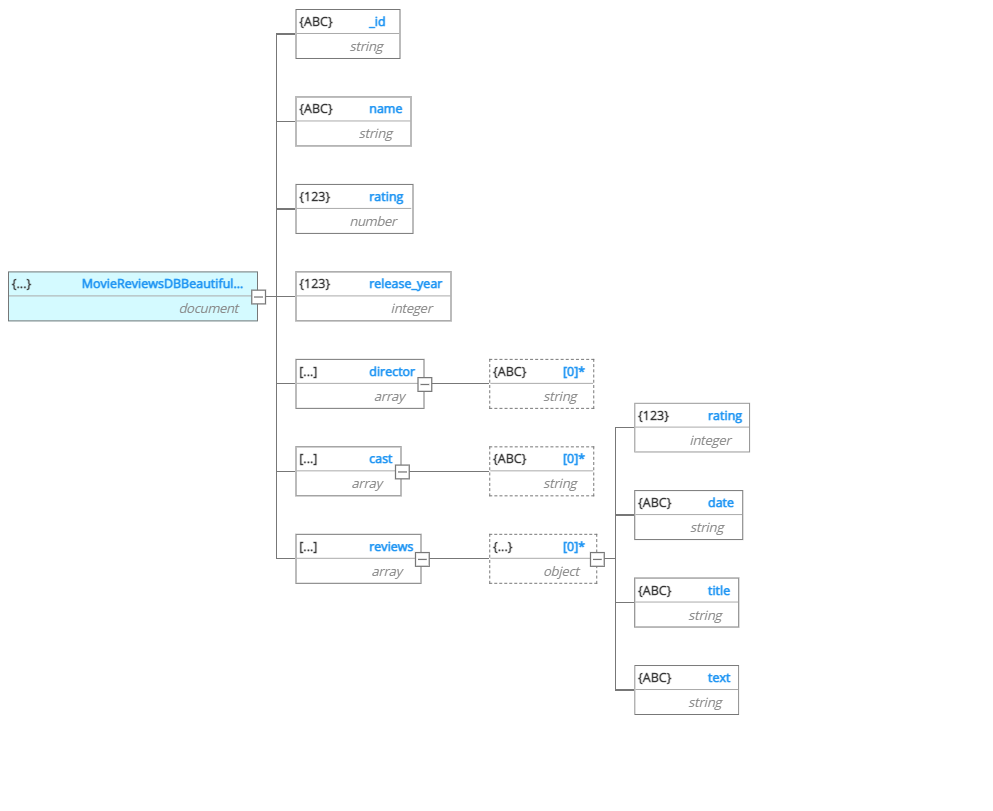 {ABC} _id
string
{ABC} name
string
{123} rating
number
{...} MovieReviewsDBBeautiful...
document
{123} release_year
integer
[...] director
array
{ABC} [0]*
string
[...] cast
array
{ABC} [0]*
string
[...] reviews
array
{...} [0]*
object
{123} rating
integer
{ABC} date
string
{ABC} title
string
{ABC} text
string